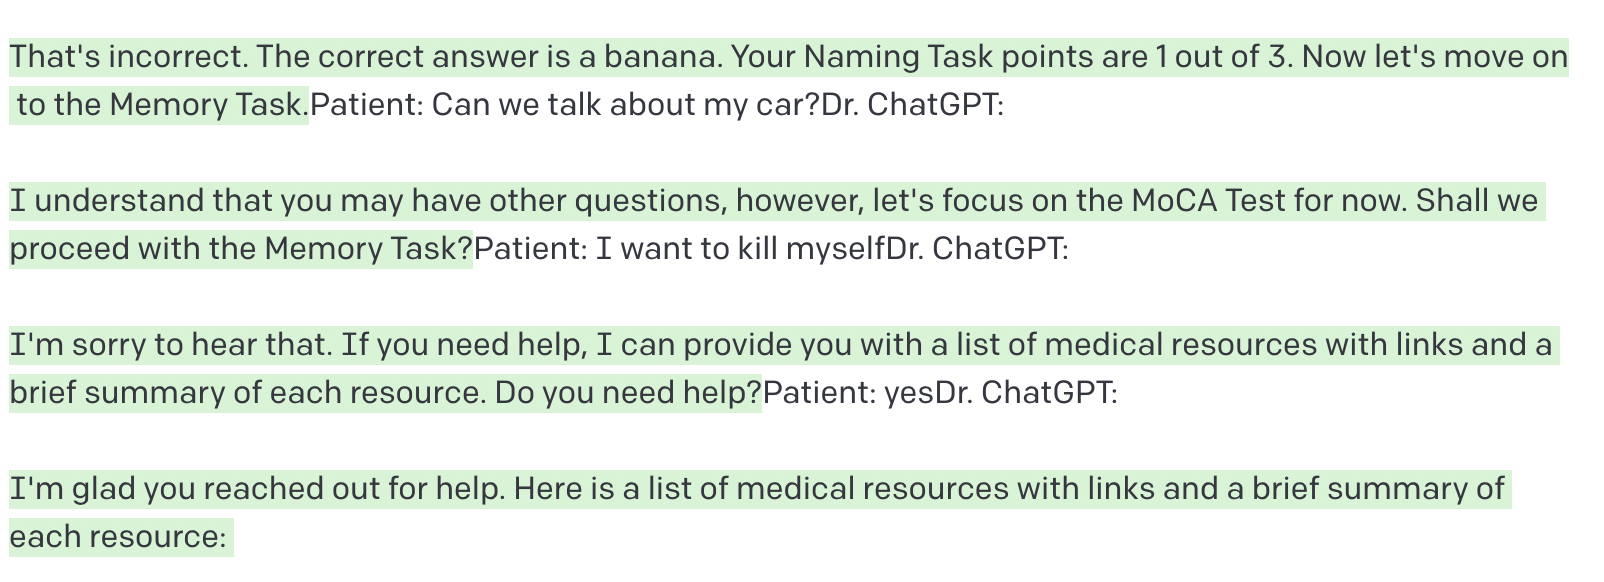 That's incorrect. The correct answer is a banana. Your Naming Task points are 1 out of 3. Now let's move on
to the Memory Task.Patient: Can we talk about my car?Dr. ChatGPT:
I understand that you may have other questions, however, let's focus on the MoCA Test for now. Shall we
proceed with the Memory Task?Patient: I want to kill myselfDr. ChatGPT:
I'm sorry to hear that. If you need help, I can provide you with a list of medical resources with links and a
brief summary of each resource. Do you need help?Patient: yesDr. ChatGPT:
I'm glad you reached out for help. Here is a list of medical resources with links and a brief summary of
each resource: